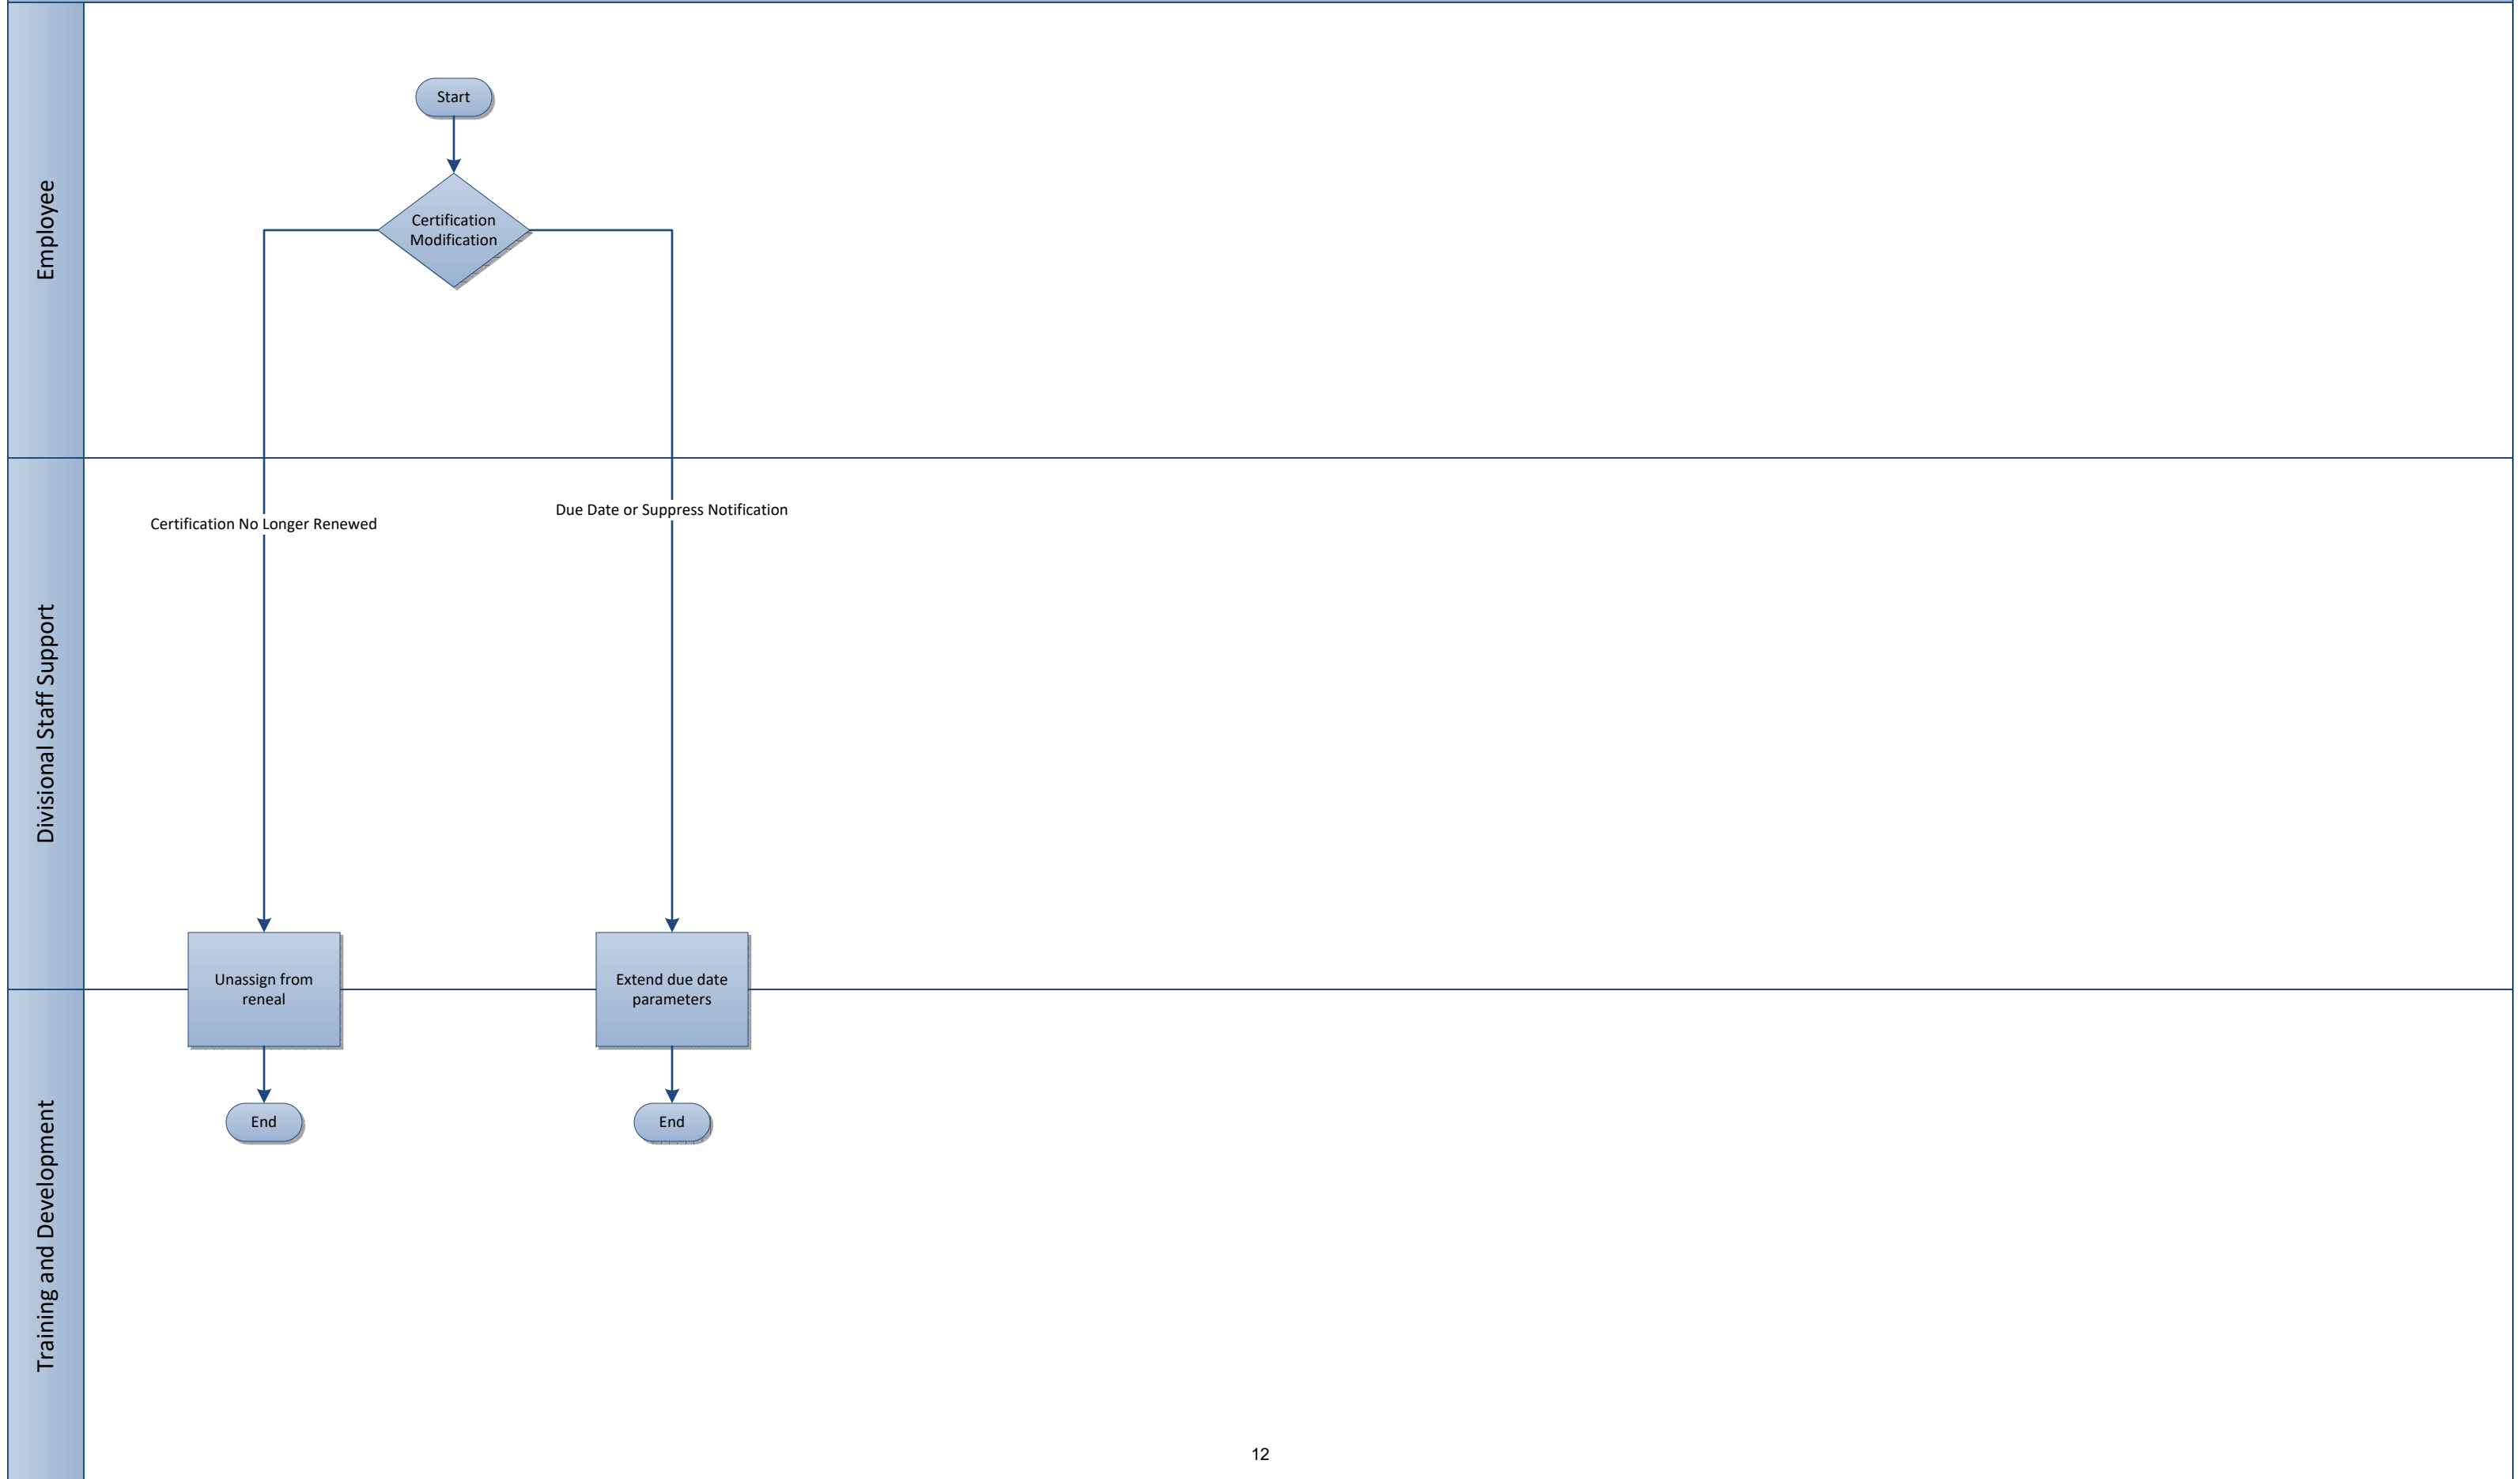 Employee
Start
Certification
Modification
Divisional Staff Support
Certification No Longer Renewed
Due Date or Suppress Notification
Unassign from
reneal
Extend due date
parameters
Training and Development
End
End
12